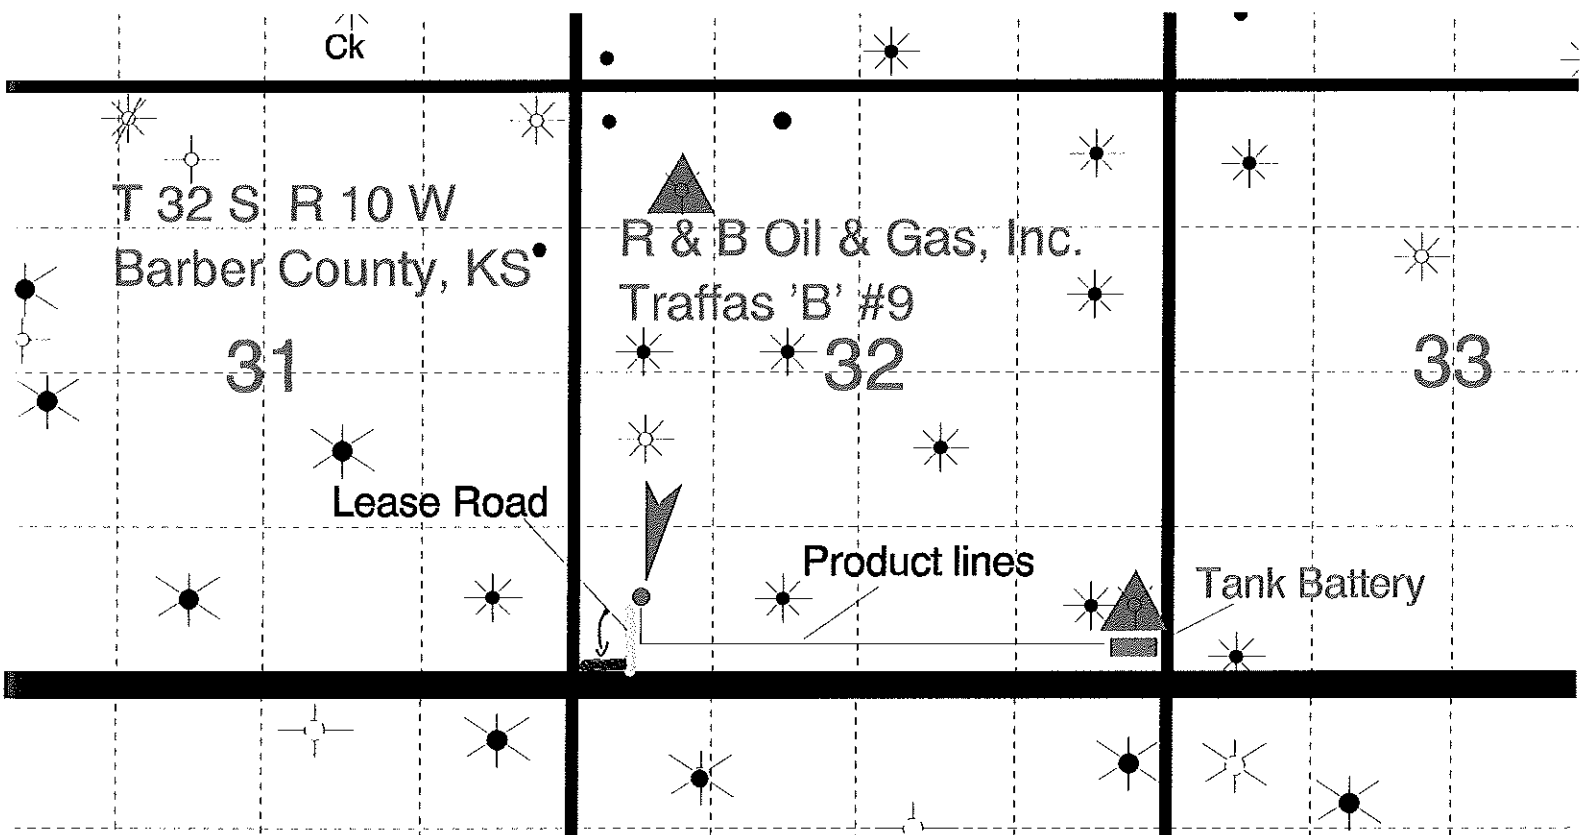 Ck
T 32 S R 10 W
Barber County, KS
R & B Oil & Gas, Inc.
Traffas 'B' #9
31
32
33
Lease Road
Product lines
Tank Battery